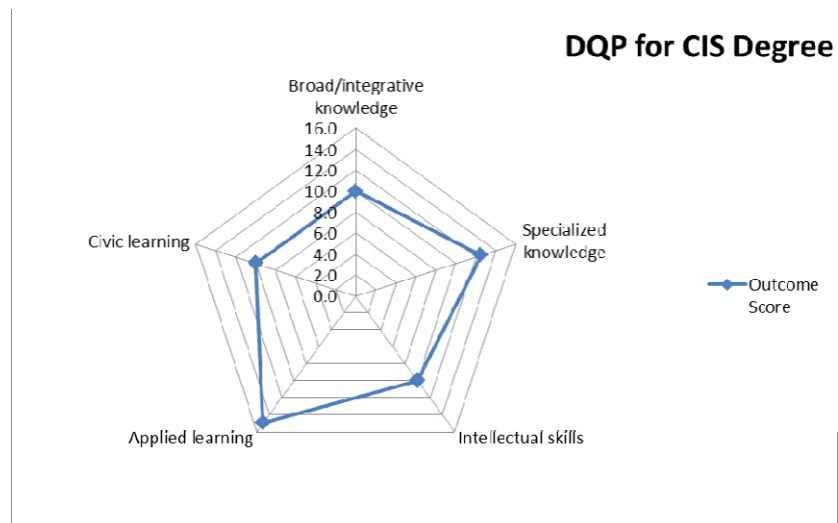 DQP for CIS Degree
Broad/integrative
knowledge
16.0
14.0
12.0
10.0
8.0
6.0
4.0
2.0
0.0
Civic learning
Specialized
knowledge
Outcome
Score
Applied learning
Intellectual skills